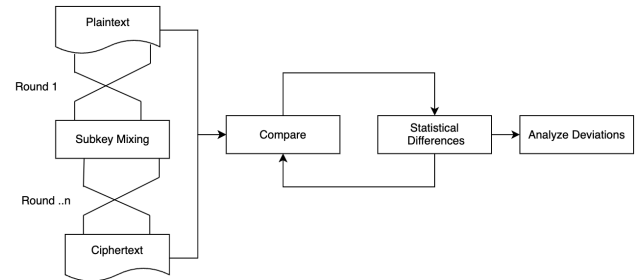 Plaintext
Round 1
Subkey Mixing
Compare
Statistical
Differences
Analyze Deviations
Round ..n
Ciphertext